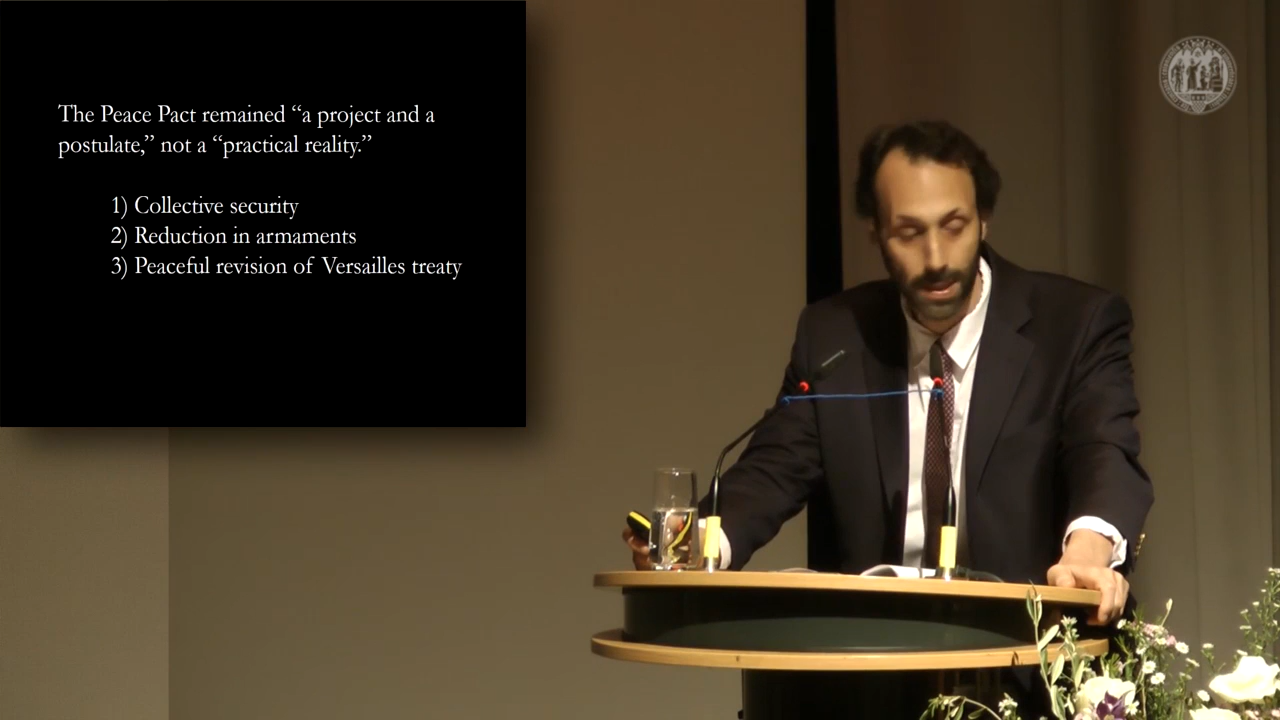 The Peace Pact remained “a project and a
postulate,” not a “practical reality.”
1) Collective security
2) Reduction in armaments
3) Peaceful revision of Versailles treaty